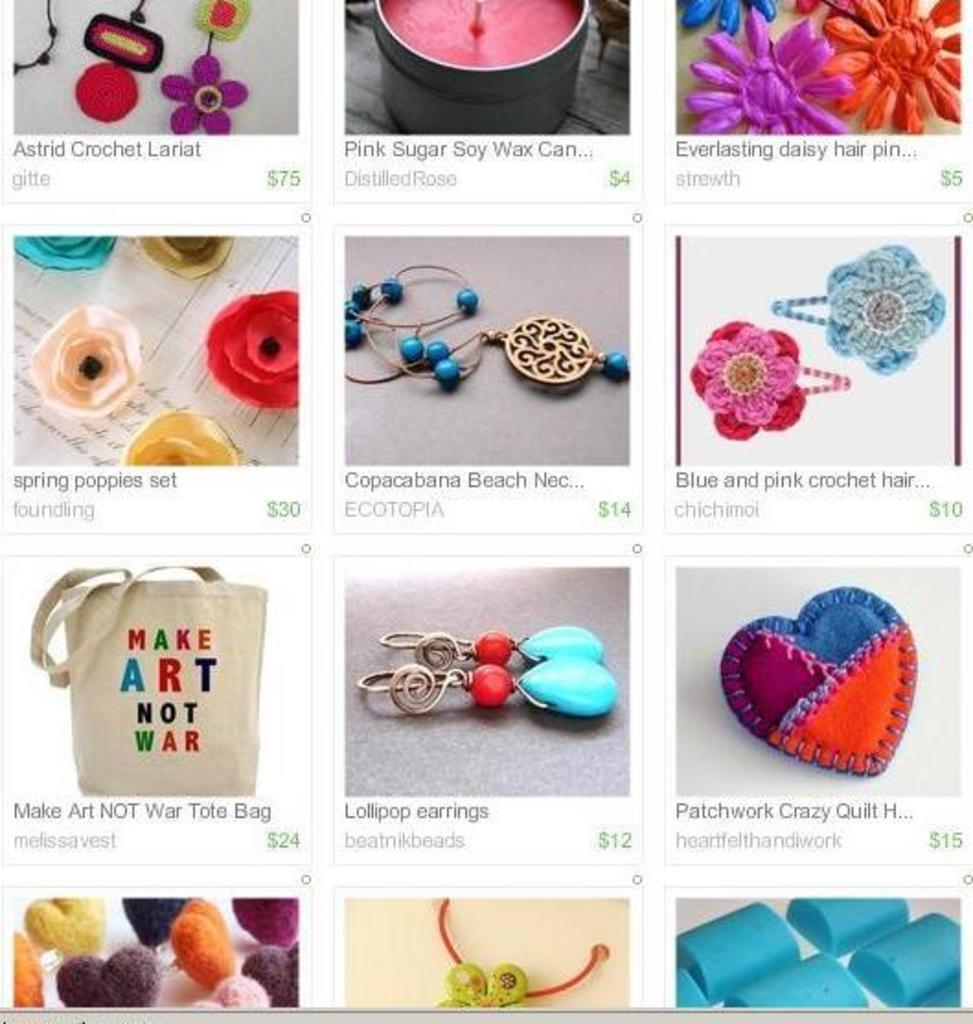 Astrid Crochet Lariat
gitte $75
Pink Sugar Soy Wax Can...
DistilledRose $4
Everlasting daisy hair pin...
strewth $5
spring poppies set
foundling $30
Copacabana Beach Nec...
ECOTOPIA $14
Blue and pink crochet hair...
chichimoi $10
MAKE
ART
NOT
WAR
Make Art NOT War Tote Bag
melissavest $24
Lollipop earrings
beatnikbeads $12
Patchwork Crazy Quilt H...
heartfelthandiwork $15